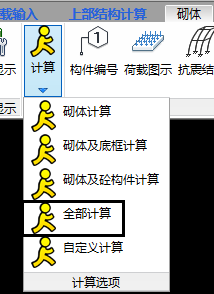 载输入 上部结构计算 砌体
显示 计算 构件编号 荷载图示 抗震结
显示
砌体计算
砌体及底框计算
砌体及砼构件计算
全部计算
自定义计算
计算选项